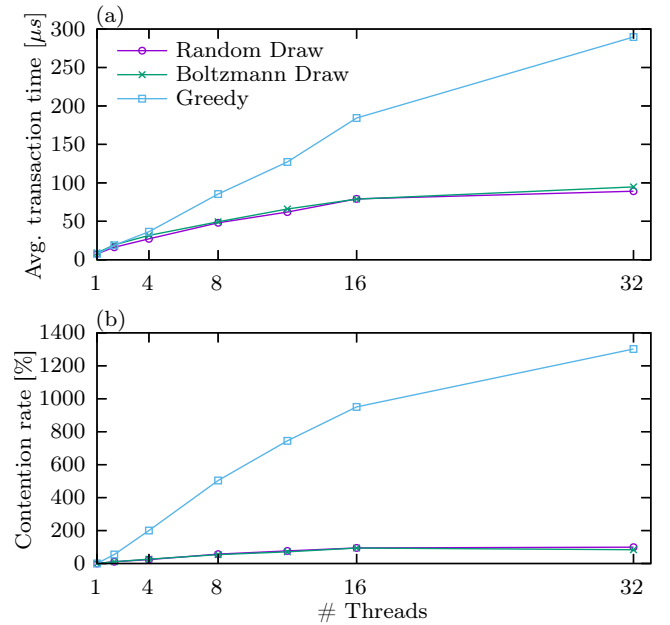 (a)
Avg. transaction time [μs]
300
250
200
150
100
50
0
Random Draw
Boltzmann Draw
Greedy
1 4 8 16 32
(b)
Contention rate [%]
1400
1200
1000
800
600
400
200
0
1 4 8 16 32
# Threads